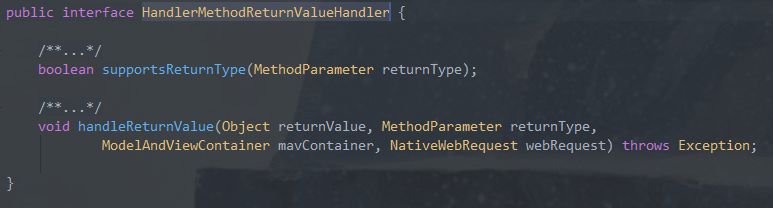 public interface HandlerMethodReturnValueHandler {
/**...*/
boolean supportsReturnType(MethodParameter returnType);
/**...*/
void handleReturnValue(Object returnValue, MethodParameter returnType,
ModelAndViewContainer mavContainer, NativeWebRequest webRequest) throws Exception;
}